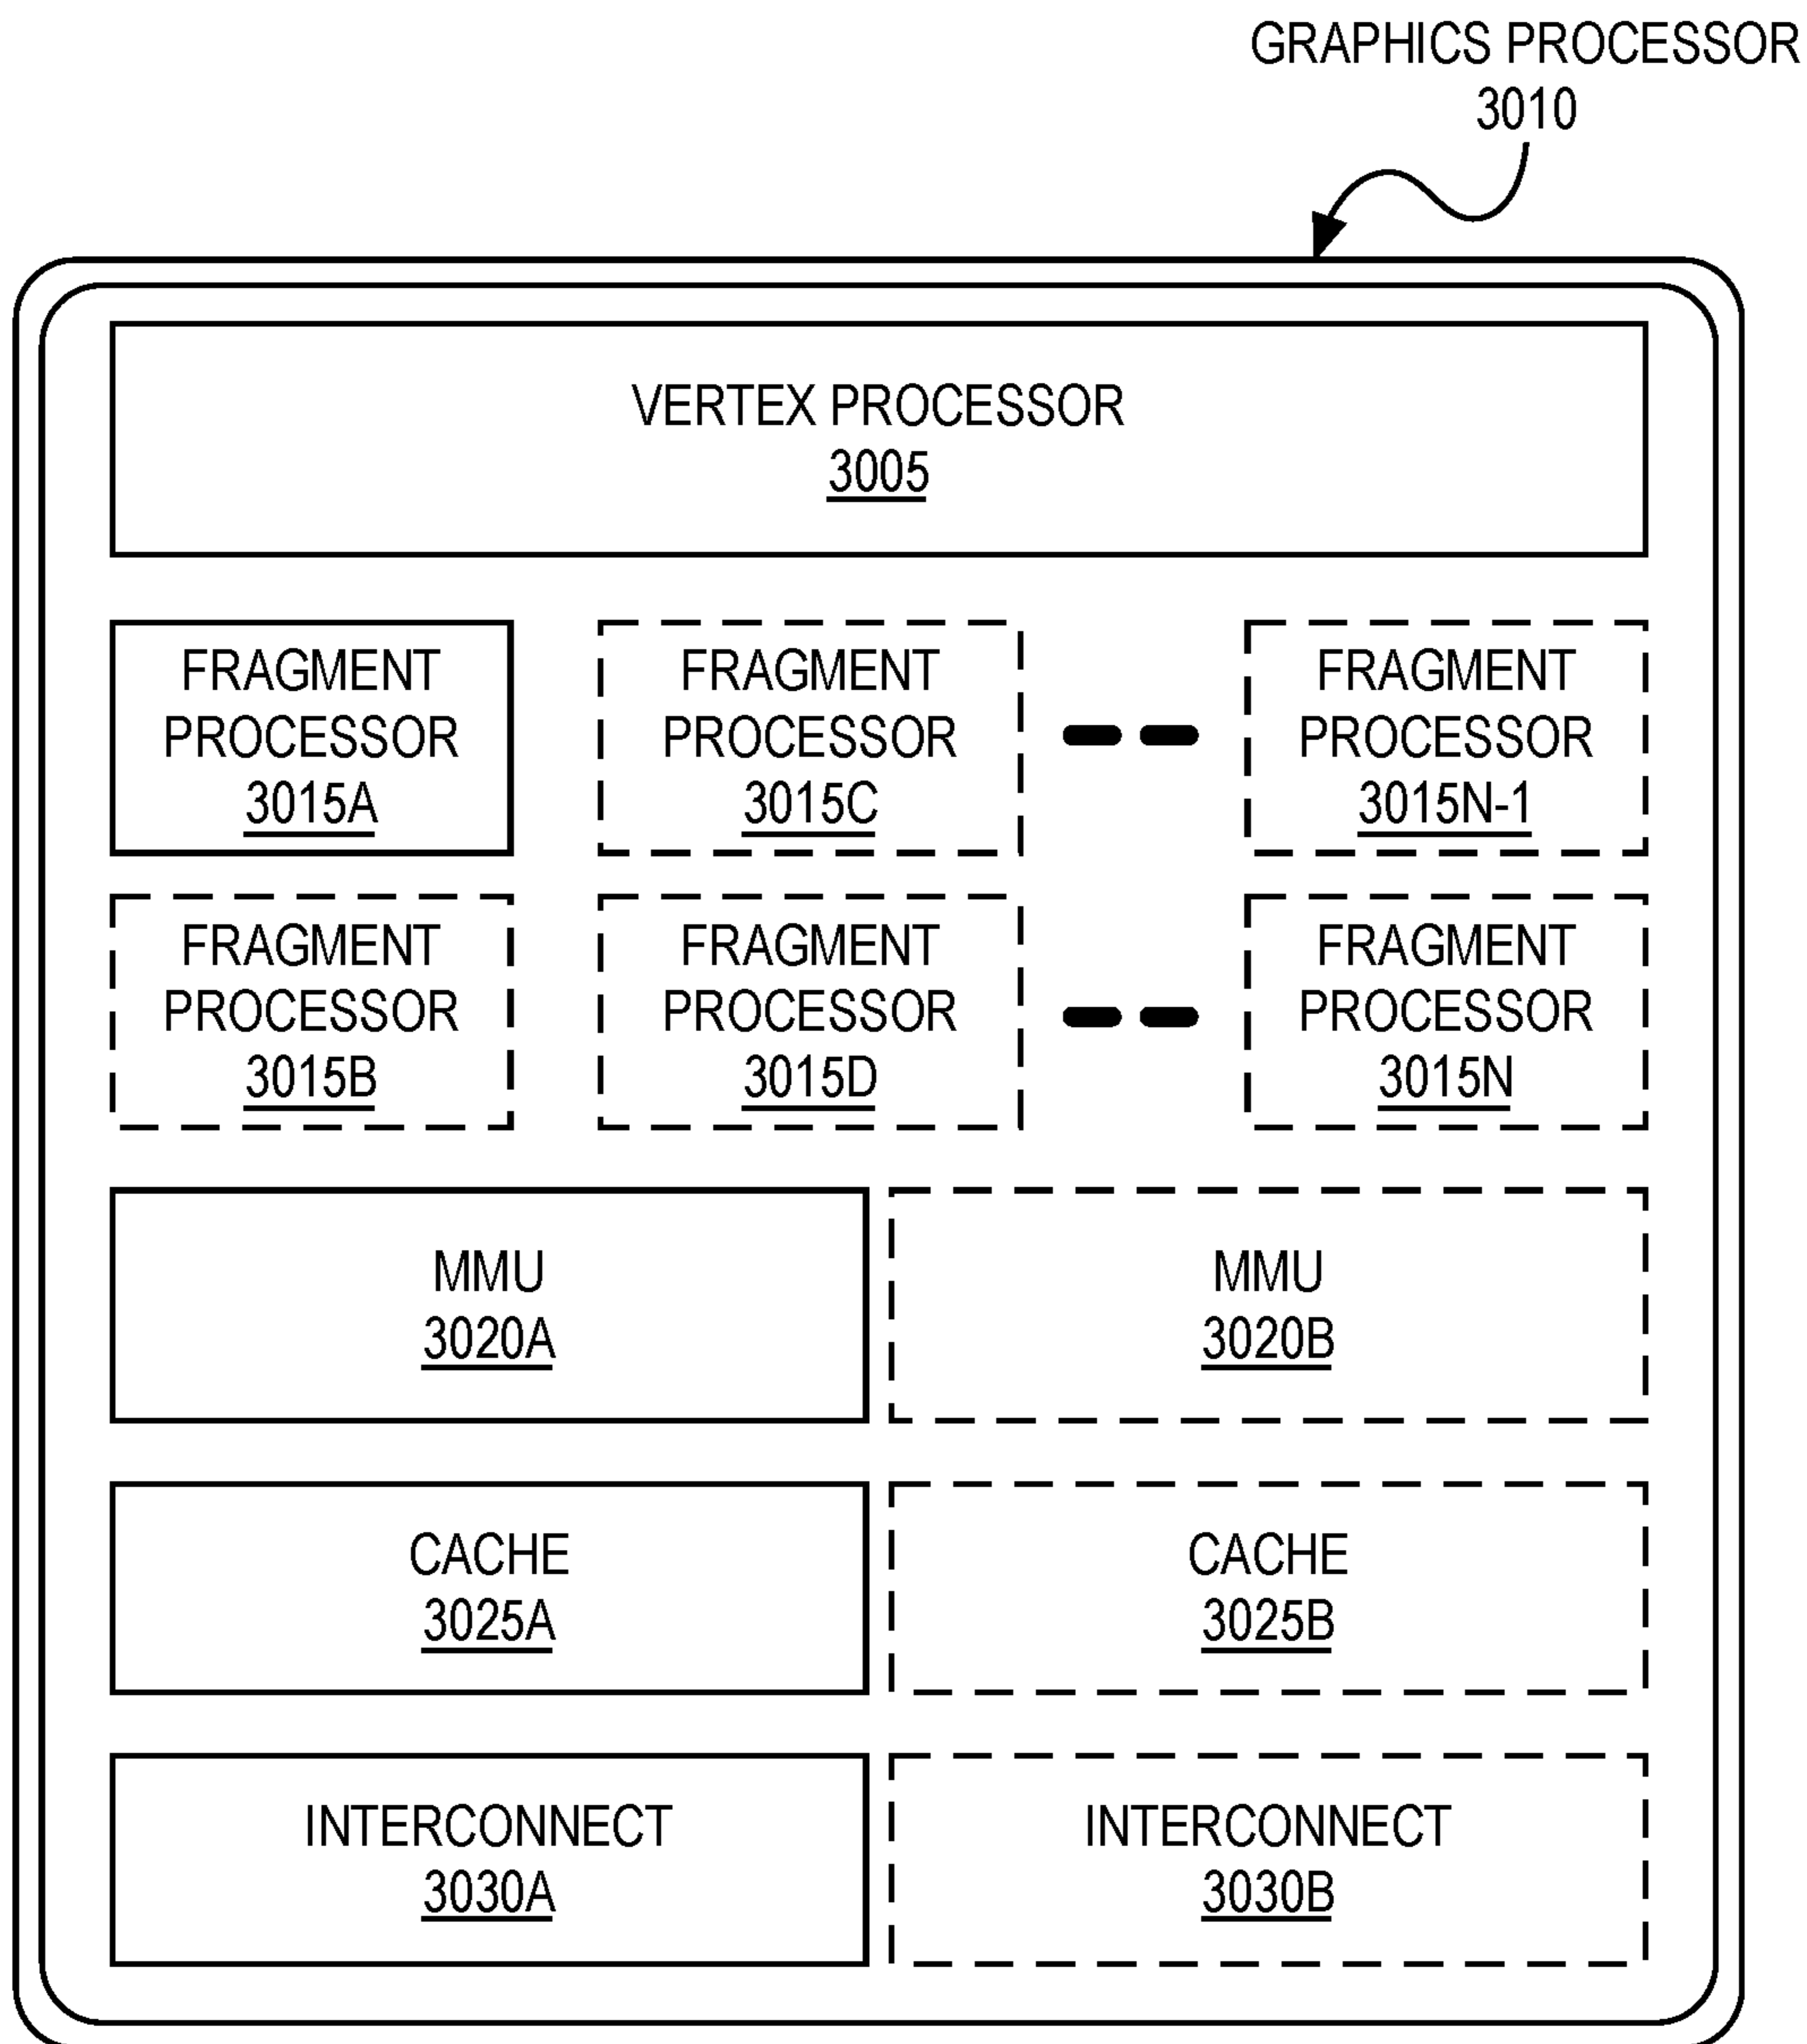 GRAPHICS PROCESSOR
3010
VERTEX PROCESSOR
3005
FRAGMENT
PROCESSOR
3015A
FRAGMENT
PROCESSOR
3015C
FRAGMENT
PROCESSOR
3015N-1
FRAGMENT
PROCESSOR
3015B
FRAGMENT
PROCESSOR
3015D
FRAGMENT
PROCESSOR
3015N
MMU
3020A
MMU
3020B
CACHE
3025A
CACHE
3025B
INTERCONNECT
3030A
INTERCONNECT
3030B